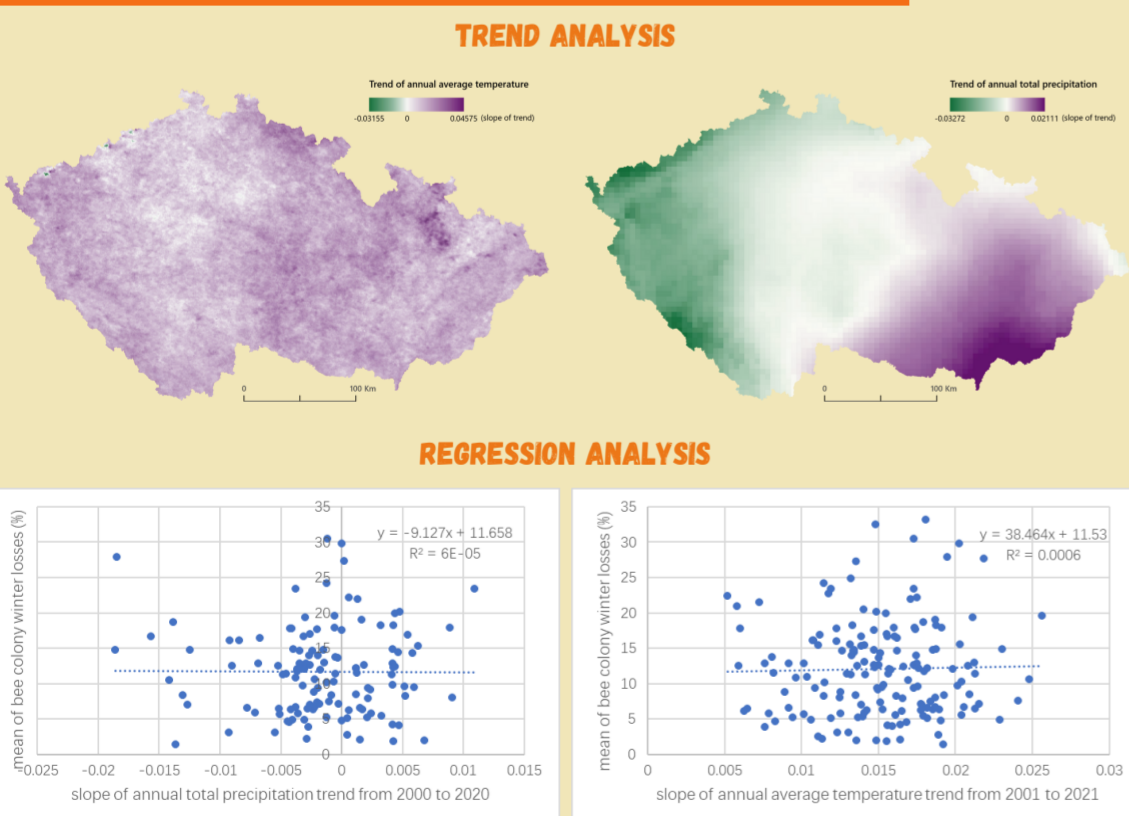 TREND ANALYSIS
Trend of annual average temperature
-0.03155 0 0.04575 (slope of trend)
Trend of annual total precipitation
-0.03272 0 0.02111 (slope of trend)
0 100 Km
0 100 Km
REGRESSION ANALYSIS
mean of bee colony winter losses (%)
35
30
25
20
15
10
5
0
y = -9.127x + 11.658
R² = 6E-05
-0.025 -0.02 -0.015 -0.01 -0.005 0 0.005 0.01 0.015
slope of annual total precipitation trend from 2000 to 2020
mean of bee colony winter losses (%)
35
30
25
20
15
10
5
0
y = 38.464x + 11.53
R² = 0.0006
0 0.005 0.01 0.015 0.02 0.025 0.03
slope of annual average temperature trend from 2001 to 2021